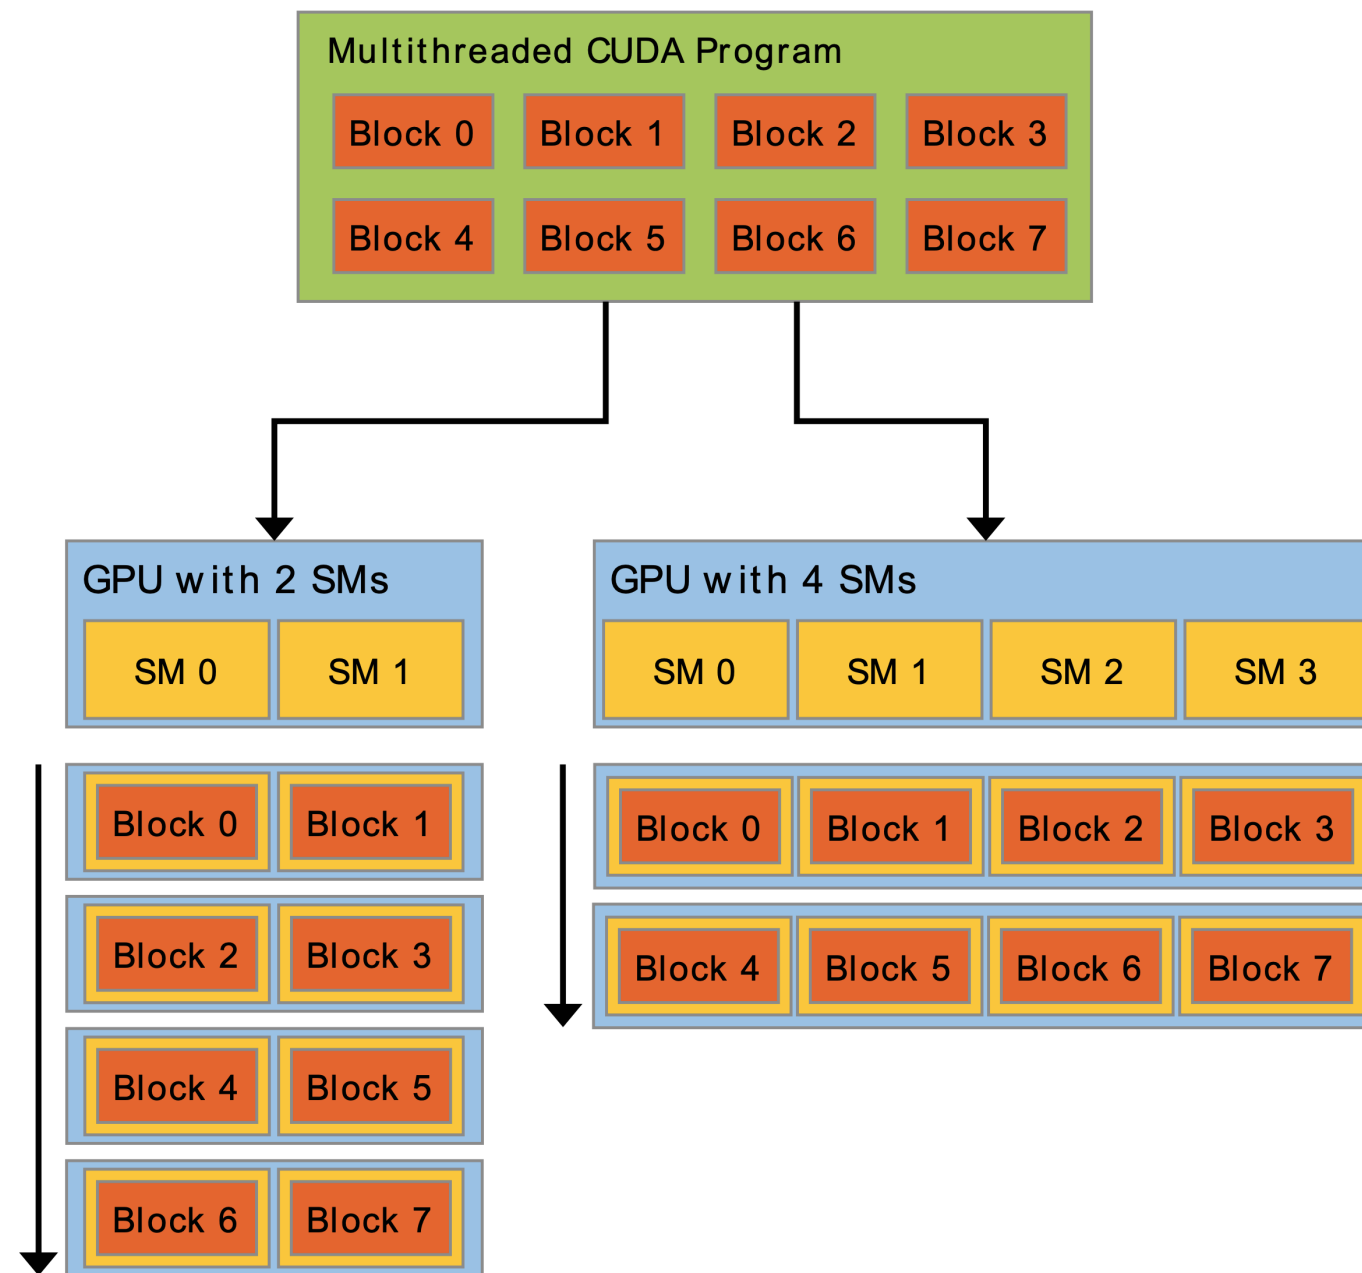 Multithreaded CUDA Program
Block 0 Block 1 Block 2 Block 3
Block 4 Block 5 Block 6 Block 7
GPU with 2 SMs
SM 0 SM 1
Block 0 Block 1
Block 2 Block 3
Block 4 Block 5
Block 6 Block 7
GPU with 4 SMs
SM 0 SM 1 SM 2 SM 3
Block 0 Block 1 Block 2 Block 3
Block 4 Block 5 Block 6 Block 7